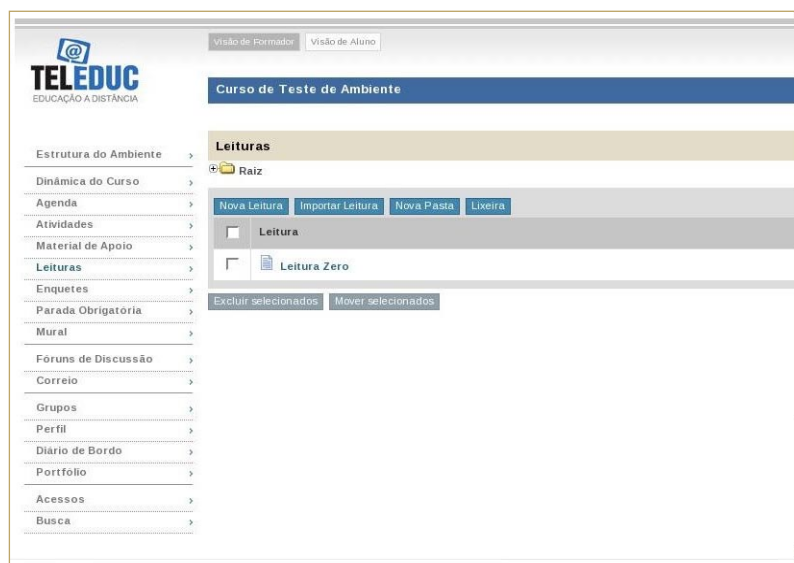 Visão de Formador Visão de Aluno
TELEDUC
EDUCAÇÃO A DISTÂNCIA
Curso de Teste de Ambiente
Estrutura do Ambiente
Dinâmica do Curso
Agenda
Atividades
Material de Apoio
Leituras
Enquetes
Parada Obrigatória
Mural
Fóruns de Discussão
Correio
Grupos
Perfil
Diário de Bordo
Portfólio
Acessos
Busca
Leituras
Raiz
Nova Leitura Importar Leitura Nova Pasta Lixeira
Leitura
Leitura Zero
Excluir selecionados Mover selecionados